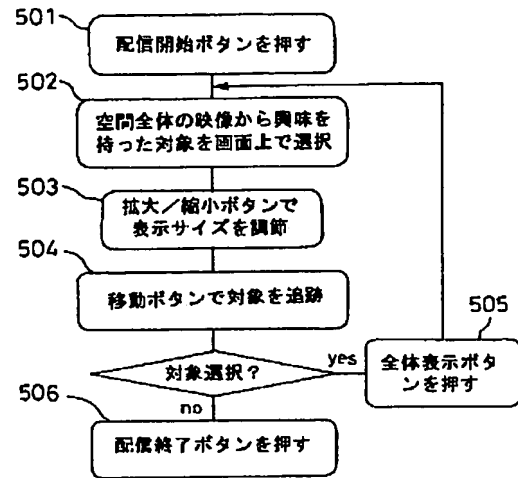 501
配信開始ボタンを押す
502
空間全体の映像から興味を
持った対象を画面上で選択
503
拡大／縮小ボタンで
表示サイズを調節
504
移動ボタンで対象を追跡
対象選択？
yes
505
全体表示ボタ
ンを押す
no
506
配信終了ボタンを押す